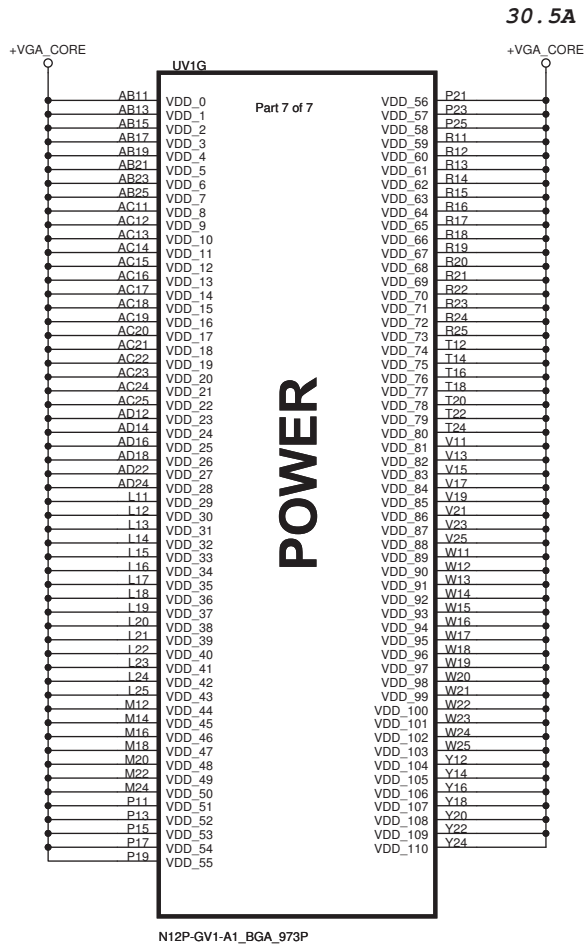 30.5A
+VGA_CORE
+VGA_CORE
UV1G
Part 7 of 7
AB11 VDD_0
AB13 VDD_1
AB15 VDD_2
AB17 VDD_3
AB19 VDD_4
AB21 VDD_5
AB23 VDD_6
AB25 VDD_7
AC11 VDD_8
AC12 VDD_9
AC13 VDD_10
AC14 VDD_11
AC15 VDD_12
AC16 VDD_13
AC17 VDD_14
AC18 VDD_15
AC19 VDD_16
AC20 VDD_17
AC21 VDD_18
AC22 VDD_19
AC23 VDD_20
AC24 VDD_21
AC25 VDD_22
AD12 VDD_23
AD14 VDD_24
AD16 VDD_25
AD18 VDD_26
AD22 VDD_27
AD24 VDD_28
L11 VDD_29
L12 VDD_30
L13 VDD_31
L14 VDD_32
L15 VDD_33
L16 VDD_34
L17 VDD_35
L18 VDD_36
L19 VDD_37
L20 VDD_38
L21 VDD_39
L22 VDD_40
L23 VDD_41
L24 VDD_42
L25 VDD_43
M12 VDD_44
M14 VDD_45
M16 VDD_46
M18 VDD_47
M20 VDD_48
M22 VDD_49
M24 VDD_50
P11 VDD_51
P13 VDD_52
P15 VDD_53
P17 VDD_54
P19 VDD_55
POWER
VDD_56 P21
VDD_57 P23
VDD_58 P25
VDD_59 R11
VDD_60 R12
VDD_61 R13
VDD_62 R14
VDD_63 R15
VDD_64 R16
VDD_65 R17
VDD_66 R18
VDD_67 R19
VDD_68 R20
VDD_69 R21
VDD_70 R22
VDD_71 R23
VDD_72 R24
VDD_73 R25
VDD_74 T12
VDD_75 T14
VDD_76 T16
VDD_77 T18
VDD_78 T20
VDD_79 T22
VDD_80 T24
VDD_81 V11
VDD_82 V13
VDD_83 V15
VDD_84 V17
VDD_85 V19
VDD_86 V21
VDD_87 V23
VDD_88 V25
VDD_89 W11
VDD_90 W12
VDD_91 W13
VDD_92 W14
VDD_93 W15
VDD_94 W16
VDD_95 W17
VDD_96 W18
VDD_97 W19
VDD_98 W20
VDD_99 W21
VDD_100 W22
VDD_101 W23
VDD_102 W24
VDD_103 W25
VDD_104 Y12
VDD_105 Y14
VDD_106 Y16
VDD_107 Y18
VDD_108 Y20
VDD_109 Y22
VDD_110 Y24
N12P-GV1-A1_BGA_973P